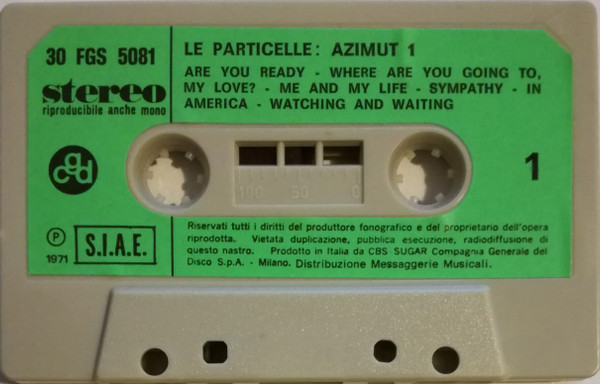 30 FGS 5081
stereo
riproducibile anche mono
LE PARTICELLE: AZIMUT 1
ARE YOU READY - WHERE ARE YOU GOING TO,
MY LOVE? - ME AND MY LIFE - SYMPATHY - IN
AMERICA - WATCHING AND WAITING
100 50 0
cgd
1
P
1971
S.I.A.E.
Riservati tutti i diritti del produttore fonografico e del proprietario dell'opera
riprodotta. Vietata duplicazione, pubblica esecuzione, radiodiffusione di
questo nastro. Prodotto in Italia da CBS SUGAR Compagnia Generale del
Disco S.p.A. - Milano. Distribuzione Messaggerie Musicali.